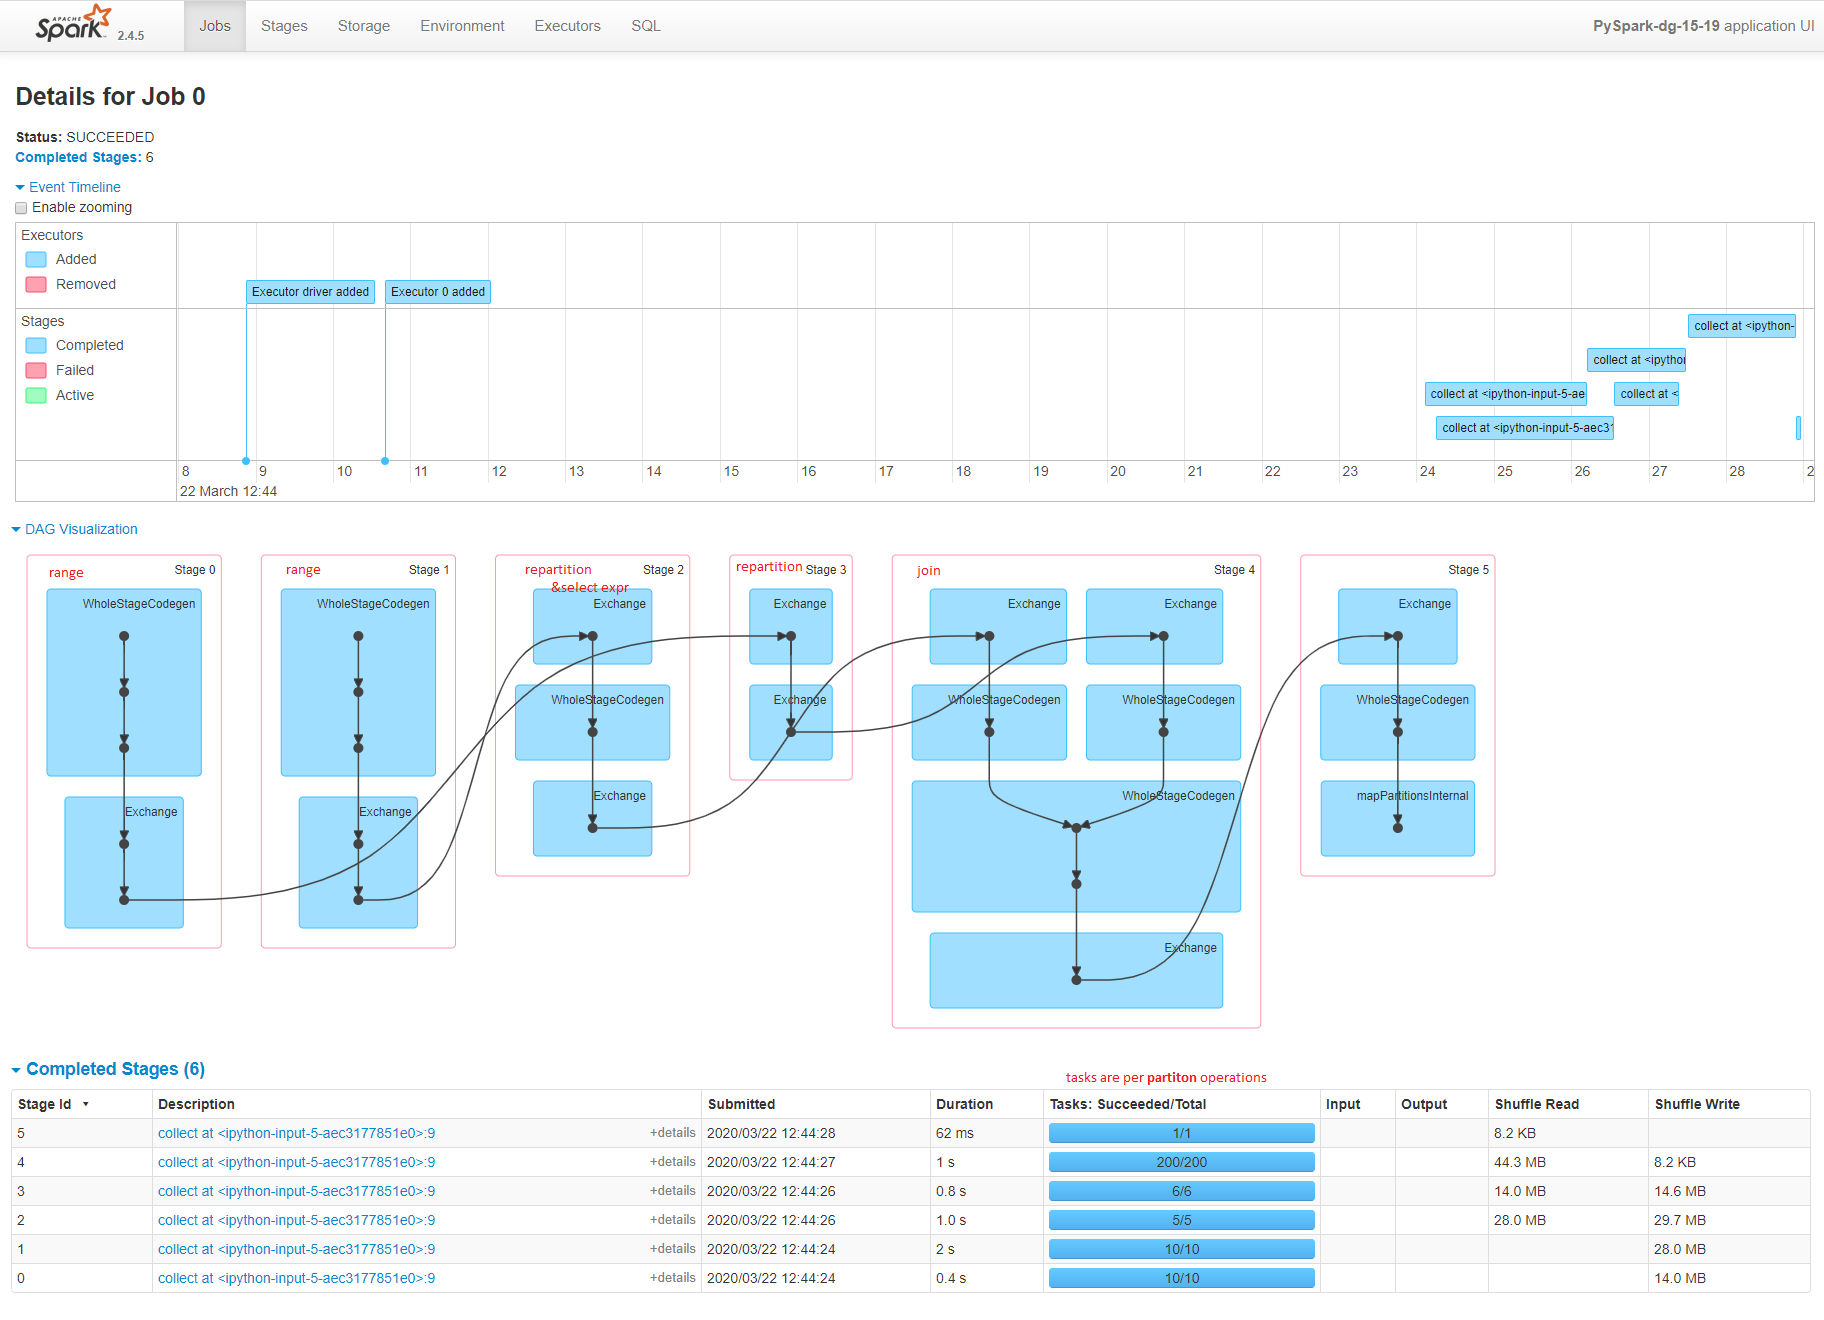 APACHE
Spark 2.4.5
Jobs
Stages
Storage
Environment
Executors
SQL
PySpark-dg-15-19 application UI
Details for Job 0
Status: SUCCEEDED
Completed Stages: 6
Event Timeline
Enable zooming
Executors
Added
Removed
Executor driver added
Executor 0 added
Stages
Completed
Failed
Active
collect at <ipython-
collect at <ipythor
collect at <ipython-input-5-ae
collect at <
collect at <ipython-input-5-aec31
8 9 10 11 12 13 14 15 16 17 18 19 20 21 22 23 24 25 26 27 28 2
22 March 12:44
DAG Visualization
range
Stage 0
WholeStageCodegen
Exchange
range
Stage 1
WholeStageCodegen
Exchange
repartition
&select expr
Stage 2
Exchange
WholeStageCodegen
Exchange
repartition
Stage 3
Exchange
Exchange
join
Stage 4
Exchange
Exchange
WholeStageCodegen
WholeStageCodegen
WholeStageCodegen
Exchange
Stage 5
Exchange
WholeStageCodegen
mapPartitionsInternal
Completed Stages (6)
tasks are per partiton operations
Stage Id Description Submitted Duration Tasks: Succeeded/Total Input Output Shuffle Read Shuffle Write
5 collect at <ipython-input-5-aec3177851e0>:9 +details 2020/03/22 12:44:28 62 ms 1/1 8.2 KB
4 collect at <ipython-input-5-aec3177851e0>:9 +details 2020/03/22 12:44:27 1 s 200/200 44.3 MB 8.2 KB
3 collect at <ipython-input-5-aec3177851e0>:9 +details 2020/03/22 12:44:26 0.8 s 6/6 14.0 MB 14.6 MB
2 collect at <ipython-input-5-aec3177851e0>:9 +details 2020/03/22 12:44:26 1.0 s 5/5 28.0 MB 29.7 MB
1 collect at <ipython-input-5-aec3177851e0>:9 +details 2020/03/22 12:44:24 2 s 10/10 28.0 MB
0 collect at <ipython-input-5-aec3177851e0>:9 +details 2020/03/22 12:44:24 0.4 s 10/10 14.0 MB